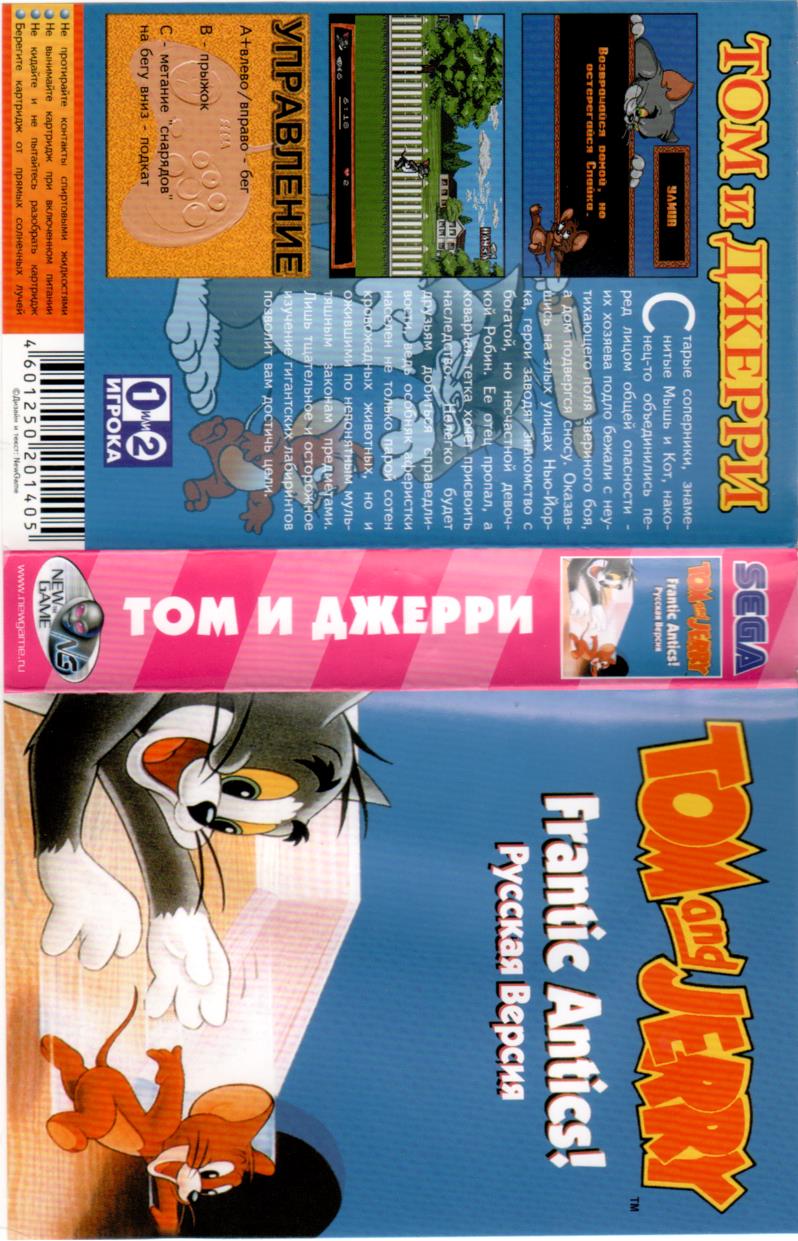 ТОМ и ДЖЕРРИ
УЛИЦА
Возвращайся домой, но
остерегайся Спайка.
Старые соперники, знаме-
нитые Мышь и Кот, нако-
нец-то объединились пе-
ред лицом общей опасности -
их хозяева подло бежали с неу-
тихающего поля звериного боя,
а дом подвергся сносу. Оказав-
шись на злых улицах Нью-Йор-
ка, герои заводят знакомство с
богатой, но несчастной девоч-
кой Робин. Ее отец пропал, а
коварная тетка хочет присвоить
наследство. Нелегко будет
друзьям добиться справедли-
вости, ведь особняк аферистки
населен не только парой сотен
кровожадных животных, но и
ожившими по непонятным муль-
тяшным законам предметами.
Лишь тщательное и осторожное
изучение гигантских лабиринтов
позволит вам достичь цели.
УПРАВЛЕНИЕ
А+влево/вправо - бег
В - прыжок
С - метание "снарядов"
на бегу вниз - подкат
SEGA
1 или 2
ИГРОКА
Не протирайте контакты спиртовыми жидкостями
Не вынимайте картридж при включенном питании
Не кидайте и не пытайтесь разобрать картридж
Берегите картридж от прямых солнечных лучей
4 601250 201405
©Дизайн и текст: NewGame
SEGA
TOM and JERRY
Frantic Antics!
Русская Версия
ТОМ И ДЖЕРРИ
NEW GAME
NG
www.newgame.ru
TOM and JERRY
TM
Frantic Antics!
Русская Версия